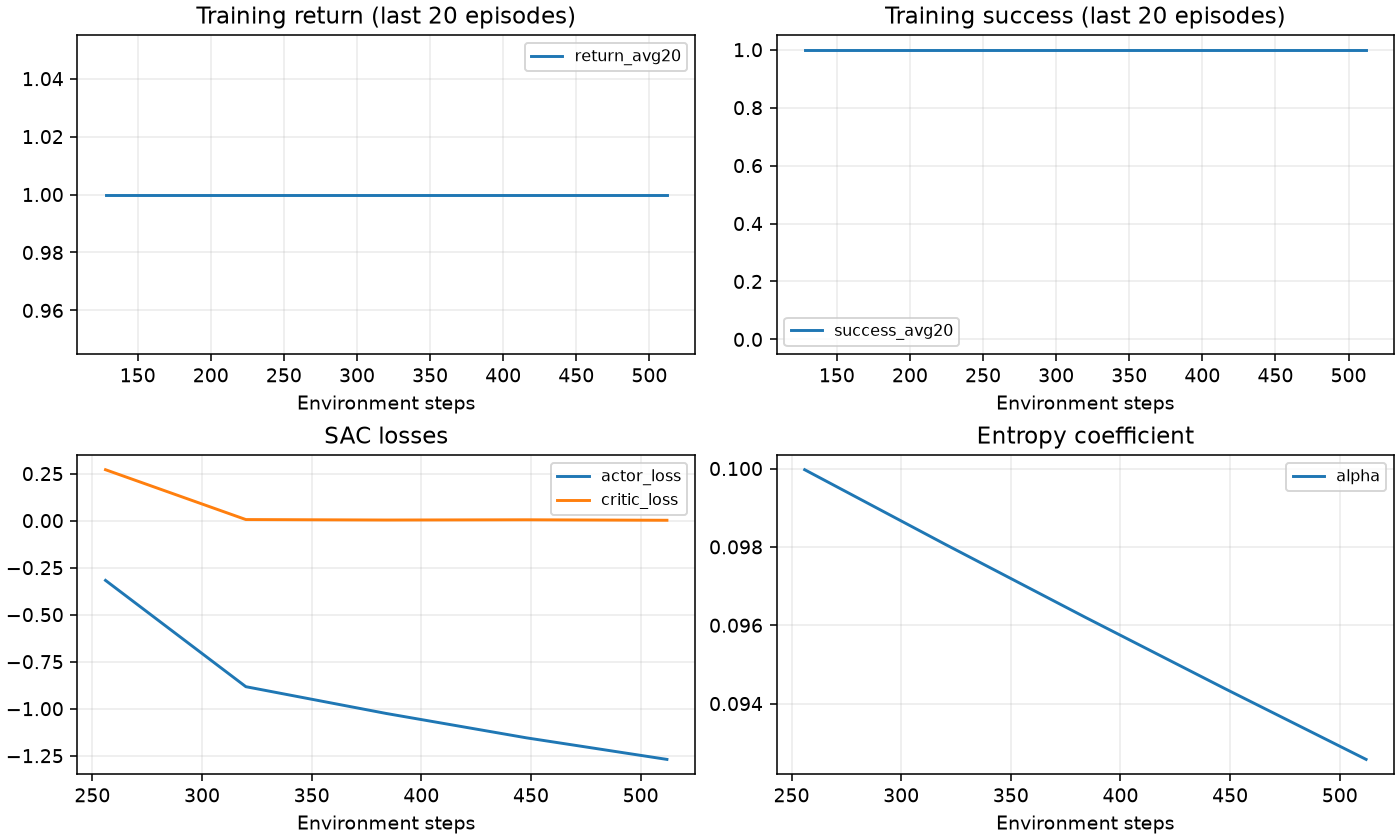 Training return (last 20 episodes)
return_avg20
1.04
1.02
1.00
0.98
0.96
150 200 250 300 350 400 450 500
Environment steps
Training success (last 20 episodes)
success_avg20
1.0
0.8
0.6
0.4
0.2
0.0
150 200 250 300 350 400 450 500
Environment steps
SAC losses
actor_loss
critic_loss
0.25
0.00
−0.25
−0.50
−0.75
−1.00
−1.25
250 300 350 400 450 500
Environment steps
Entropy coefficient
alpha
0.100
0.098
0.096
0.094
250 300 350 400 450 500
Environment steps